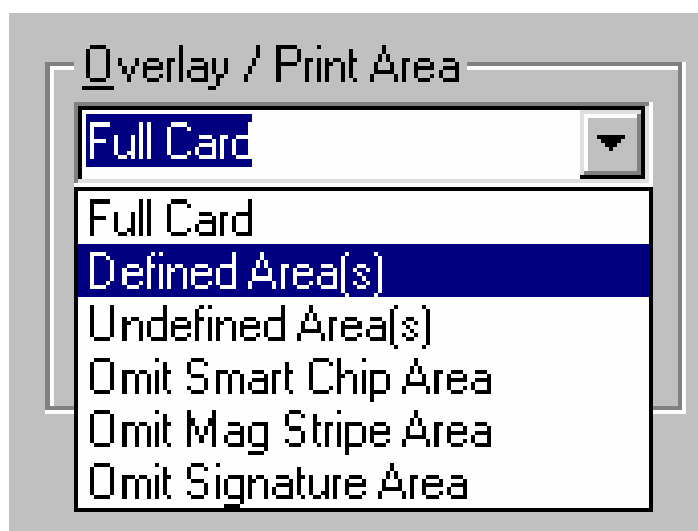 Overlay / Print Area
Full Card
Full Card
Defined Area(s)
Undefined Area(s)
Omit Smart Chip Area
Omit Mag Stripe Area
Omit Signature Area